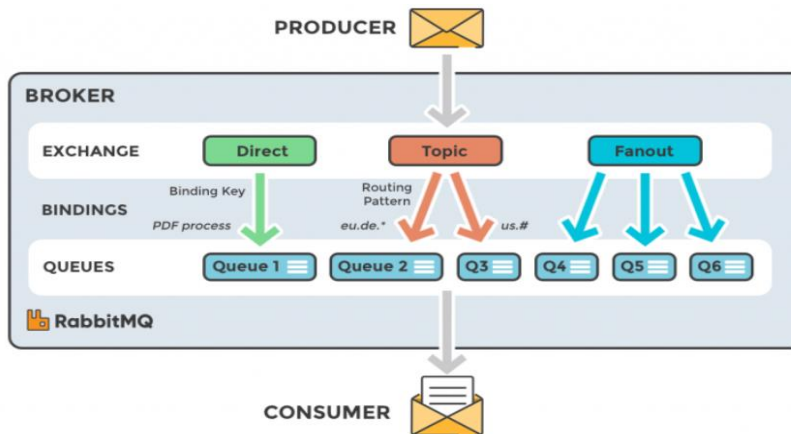 PRODUCER
BROKER
EXCHANGE
Direct
Topic
Fanout
Binding Key
Routing
Pattern
BINDINGS
PDF process
eu.de.*
us.#
QUEUES
Queue 1
Queue 2
Q3
Q4
Q5
Q6
RabbitMQ
CONSUMER